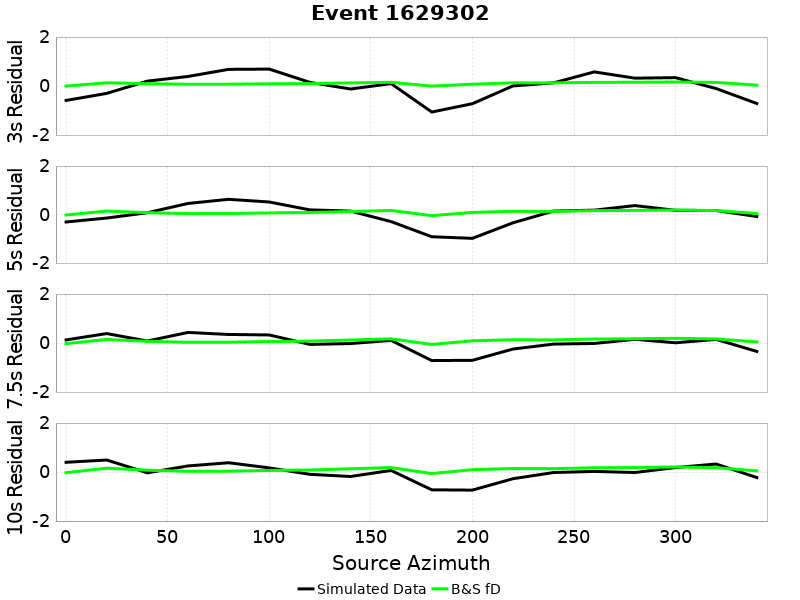 Event 1629302
3s Residual
2
0
-2
5s Residual
2
0
-2
7.5s Residual
2
0
-2
10s Residual
2
0
-2
0 50 100 150 200 250 300
Source Azimuth
Simulated Data B&S fD